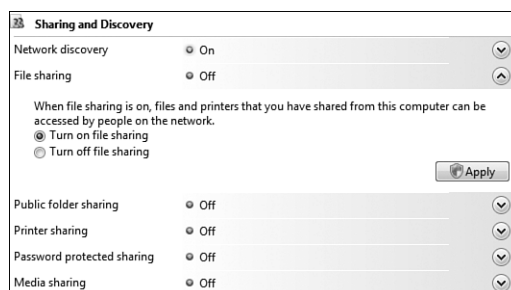 Sharing and Discovery
Network discovery On
File sharing Off
When file sharing is on, files and printers that you have shared from this computer can be
accessed by people on the network.
Turn on file sharing
Turn off file sharing
Apply
Public folder sharing Off
Printer sharing Off
Password protected sharing Off
Media sharing Off